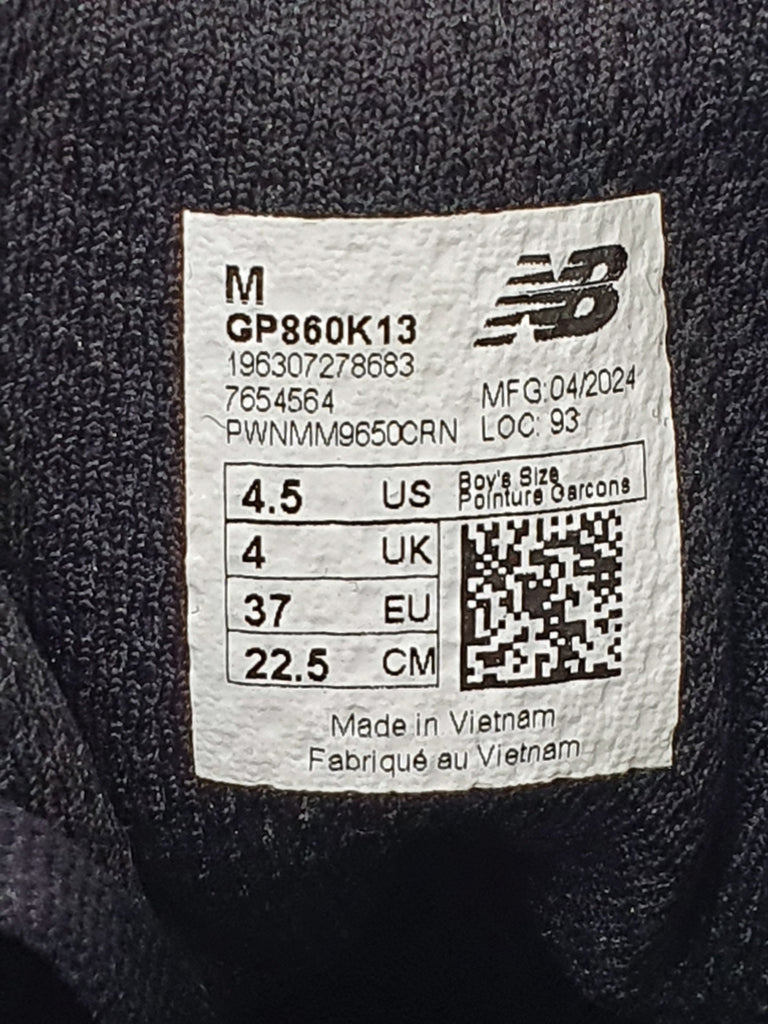 M
NB
GP860K13
196307278683
7654564
MFG:04/2024
PWNMM9650CRN
LOC: 93
4.5 US Boy's Size
Pointure Garcons
4 UK
37 EU
22.5 CM
Made in Vietnam
Fabriqué au Vietnam